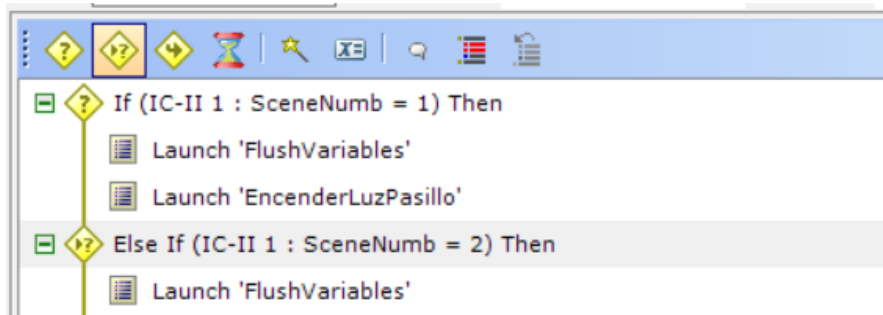 If (IC-II 1 : SceneNumb = 1) Then
Launch 'FlushVariables'
Launch 'EncenderLuzPasillo'
Else If (IC-II 1 : SceneNumb = 2) Then
Launch 'FlushVariables'